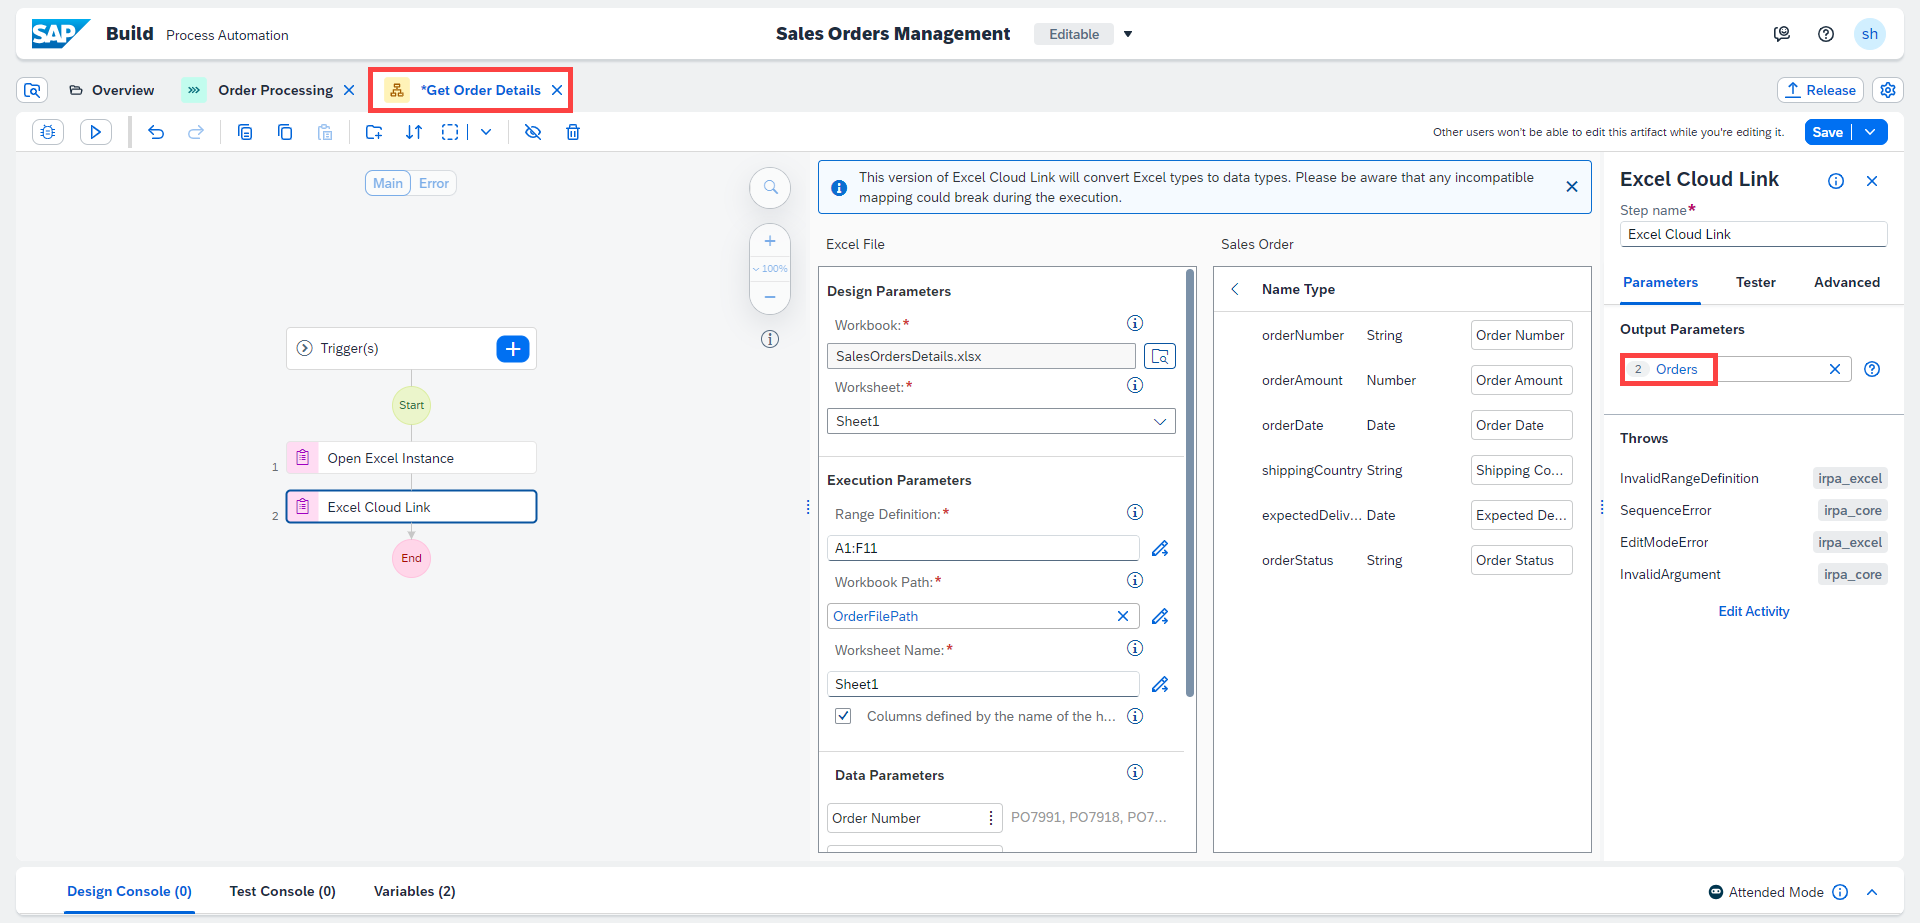 SAP Build Process Automation
Sales Orders Management
Editable
sh
Overview
Order Processing
*Get Order Details
Release
Other users won't be able to edit this artifact while you're editing it.
Save
Main
Error
100%
Trigger(s)
Start
1
Open Excel Instance
2
Excel Cloud Link
End
This version of Excel Cloud Link will convert Excel types to data types. Please be aware that any incompatible
mapping could break during the execution.
Excel File
Design Parameters
Workbook:*
SalesOrdersDetails.xlsx
Worksheet:*
Sheet1
Execution Parameters
Range Definition:*
A1:F11
Workbook Path:*
OrderFilePath
Worksheet Name:*
Sheet1
Columns defined by the name of the h...
Data Parameters
Order Number
PO7991, PO7918, PO7...
Sales Order
Name Type
orderNumber String Order Number
orderAmount Number Order Amount
orderDate Date Order Date
shippingCountry String Shipping Co...
expectedDeliv... Date Expected De...
orderStatus String Order Status
Excel Cloud Link
Step name*
Excel Cloud Link
Parameters
Tester
Advanced
Output Parameters
2 Orders
Throws
InvalidRangeDefinition irpa_excel
SequenceError irpa_core
EditModeError irpa_excel
InvalidArgument irpa_core
Edit Activity
Design Console (0)
Test Console (0)
Variables (2)
Attended Mode